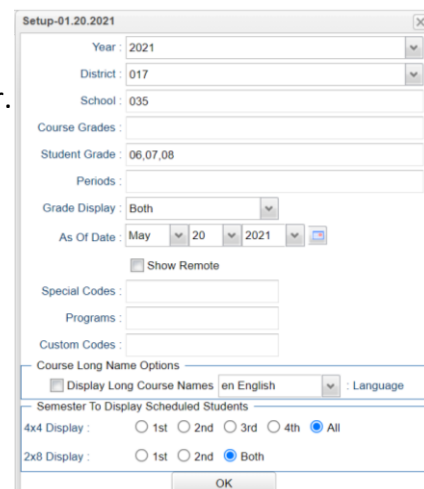 Setup-01.20.2021
Year : 2021
District : 017
r.
School : 035
Course Grades :
Student Grade : 06,07,08
Periods :
Grade Display : Both
As Of Date : May 20 2021
Show Remote
Special Codes :
Programs :
Custom Codes :
Course Long Name Options
Display Long Course Names en English : Language
Semester To Display Scheduled Students
4x4 Display : 1st 2nd 3rd 4th All
2x8 Display : 1st 2nd Both
OK